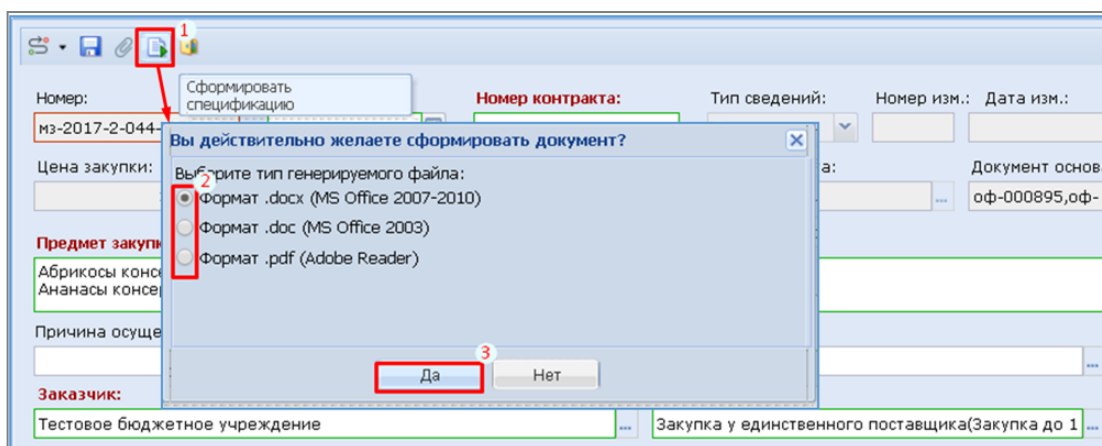 1
Сформировать
спецификацию
Номер:
Номер контракта:
Тип сведений:
Номер изм.:
Дата изм.:
мз-2017-2-044-
Вы действительно желаете сформировать документ?
Цена закупки:
а:
Документ основ
Выберите тип генерируемого файла:
2
Формат .docx (MS Office 2007-2010)
оф-000895,оф-
Формат .doc (MS Office 2003)
Предмет закупк
Формат .pdf (Adobe Reader)
Абрикосы консе
Ананасы консер
Причина осуще
3
Да
Нет
Заказчик:
Тестовое бюджетное учреждение
Закупка у единственного поставщика(Закупка до 1